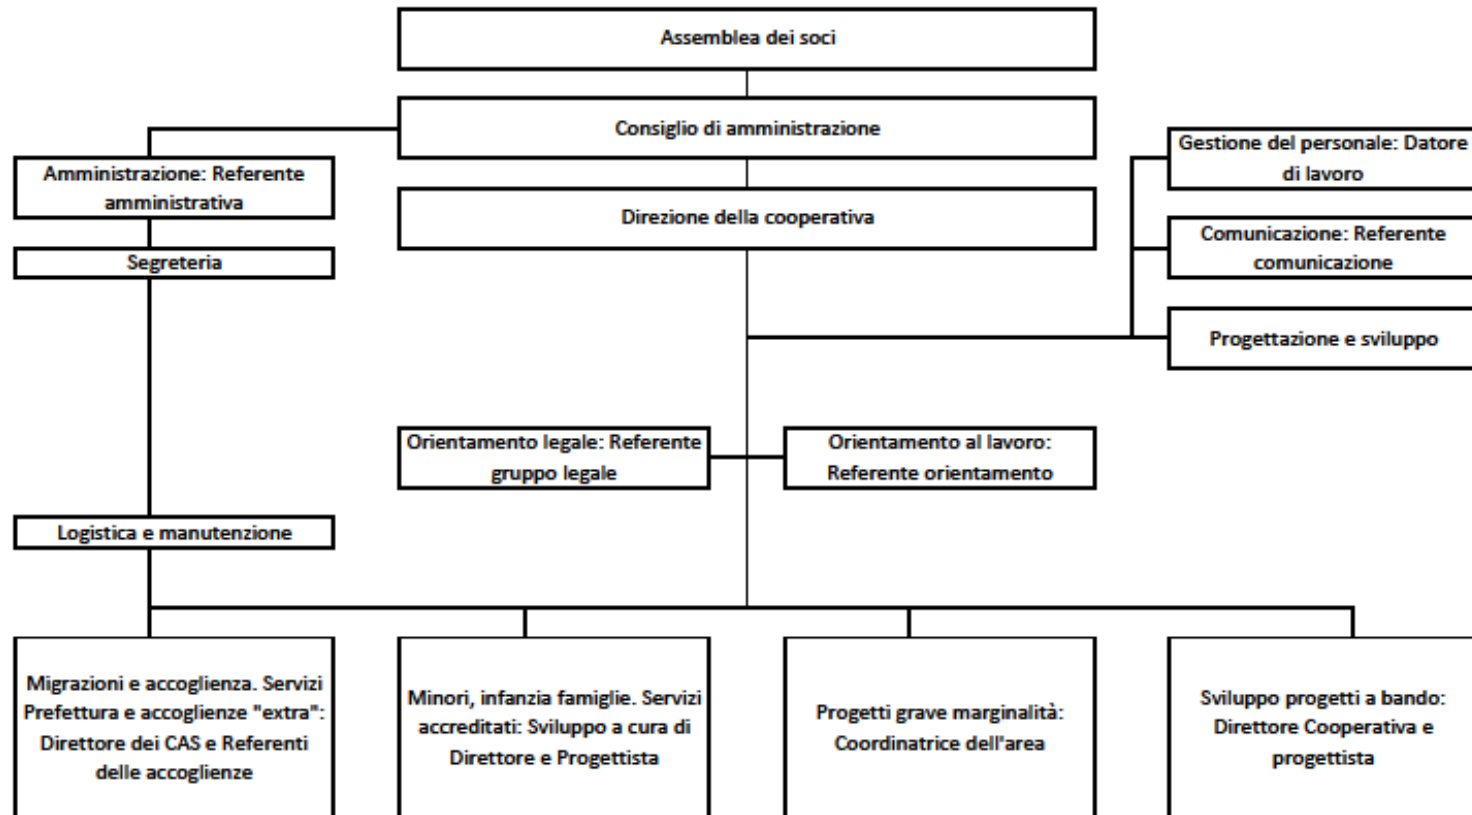 Assemblea dei soci
Consiglio di amministrazione
Gestione del personale: Datore
di lavoro
Amministrazione: Referente
amministrativa
Direzione della cooperativa
Comunicazione: Referente
comunicazione
Segreteria
Progettazione e sviluppo
Orientamento legale: Referente
gruppo legale
Orientamento al lavoro:
Referente orientamento
Logistica e manutenzione
Migrazioni e accoglienza. Servizi
Prefettura e accoglienze "extra":
Direttore dei CAS e Referenti
delle accoglienze
Minori, infanzia famiglie. Servizi
accreditati: Sviluppo a cura di
Direttore e Progettista
Progetti grave marginalità:
Coordinatrice dell'area
Sviluppo progetti a bando:
Direttore Cooperativa e
progettista